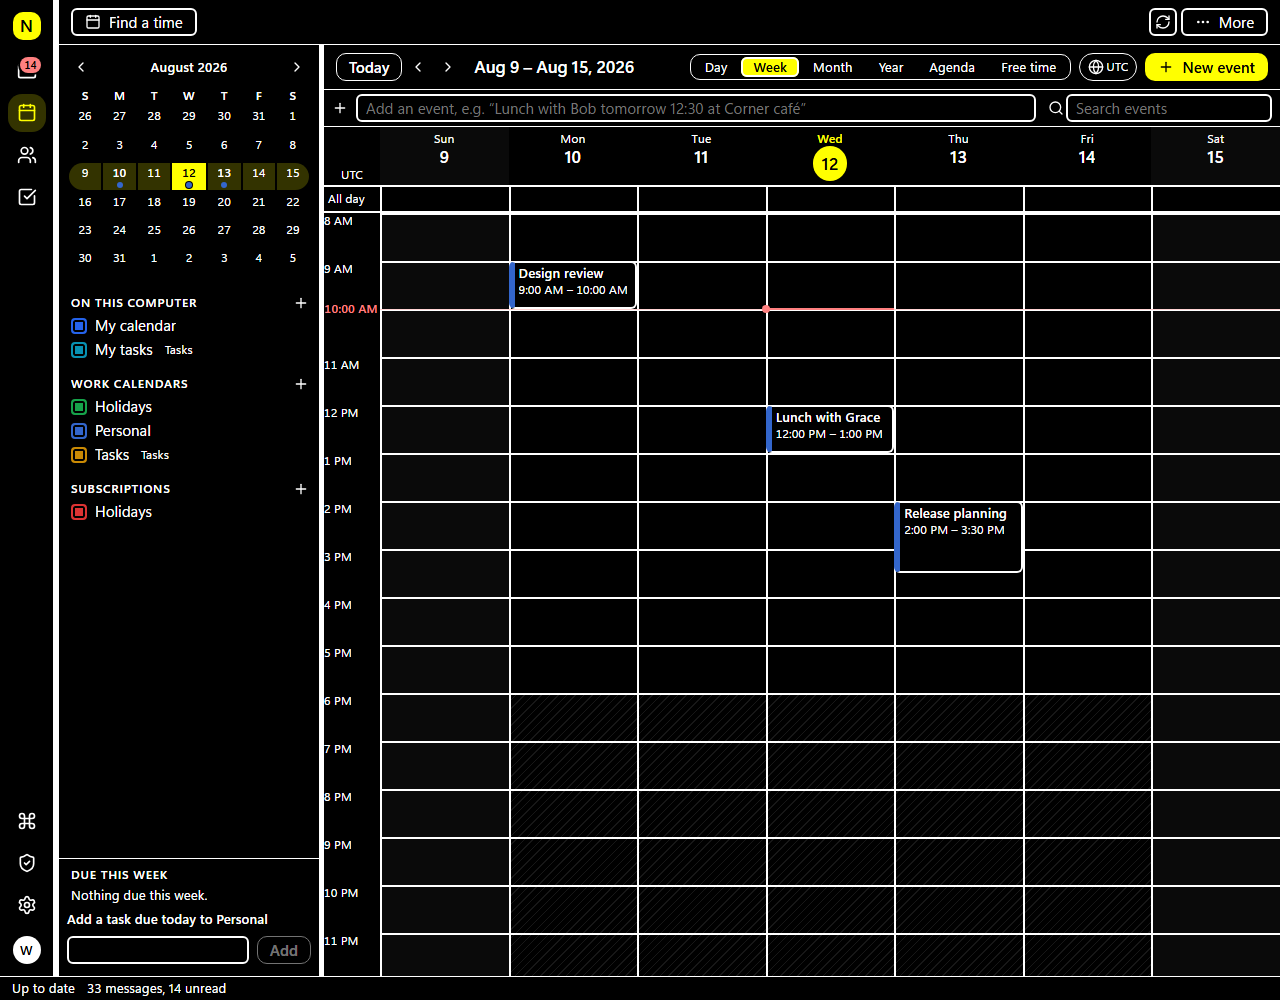 N
Find a time
More
14
August 2026
S M T W T F S
26 27 28 29 30 31 1
2 3 4 5 6 7 8
9 10 11 12 13 14 15
16 17 18 19 20 21 22
23 24 25 26 27 28 29
30 31 1 2 3 4 5
ON THIS COMPUTER
My calendar
My tasks Tasks
WORK CALENDARS
Holidays
Personal
Tasks Tasks
SUBSCRIPTIONS
Holidays
DUE THIS WEEK
Nothing due this week.
Add a task due today to Personal
Add
W
Today
Aug 9 – Aug 15, 2026
Day Week Month Year Agenda Free time
UTC
New event
Add an event, e.g. “Lunch with Bob tomorrow 12:30 at Corner café”
Search events
UTC
Sun 9
Mon 10
Tue 11
Wed 12
Thu 13
Fri 14
Sat 15
All day
8 AM
9 AM
10:00 AM
11 AM
12 PM
1 PM
2 PM
3 PM
4 PM
5 PM
6 PM
7 PM
8 PM
9 PM
10 PM
11 PM
Design review
9:00 AM – 10:00 AM
Lunch with Grace
12:00 PM – 1:00 PM
Release planning
2:00 PM – 3:30 PM
Up to date 33 messages, 14 unread